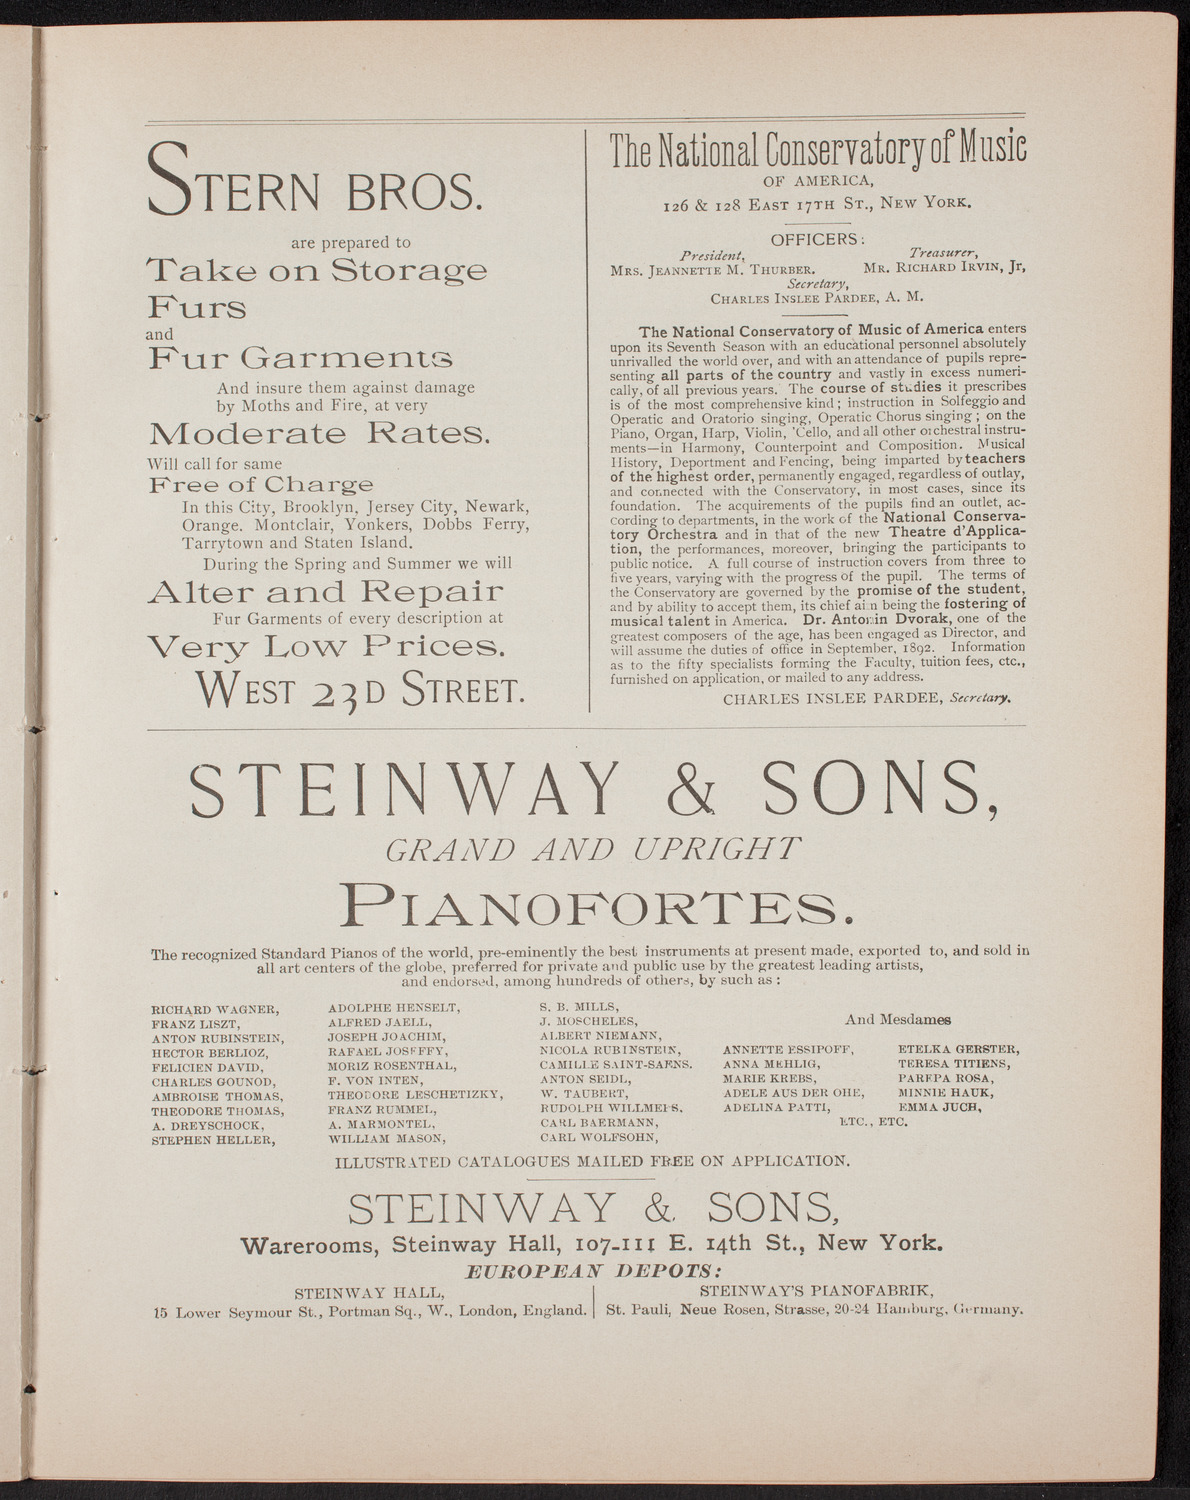 STERN BROS.
are prepared to
Take on Storage
Furs
and
Fur Garments
And insure them against damage
by Moths and Fire, at very
Moderate Rates.
Will call for same
Free of Charge
In this City, Brooklyn, Jersey City, Newark,
Orange. Montclair, Yonkers, Dobbs Ferry,
Tarrytown and Staten Island.
During the Spring and Summer we will
Alter and Repair
Fur Garments of every description at
Very Low Prices.
WEST 23D STREET.
The National Conservatory of Music
OF AMERICA,
126 & 128 EAST 17TH ST., NEW YORK.
OFFICERS:
President, Treasurer,
MRS. JEANNETTE M. THURBER. MR. RICHARD IRVIN, Jr,
Secretary,
CHARLES INSLEE PARDEE, A. M.
The National Conservatory of Music of America enters
upon its Seventh Season with an educational personnel absolutely
unrivalled the world over, and with an attendance of pupils repre-
senting all parts of the country and vastly in excess numeri-
cally, of all previous years. The course of studies it prescribes
is of the most comprehensive kind; instruction in Solfeggio and
Operatic and Oratorio singing, Operatic Chorus singing; on the
Piano, Organ, Harp, Violin, 'Cello, and all other orchestral instru-
ments—in Harmony, Counterpoint and Composition. Musical
History, Deportment and Fencing, being imparted by teachers
of the highest order, permanently engaged, regardless of outlay,
and connected with the Conservatory, in most cases, since its
foundation. The acquirements of the pupils find an outlet, ac-
cording to departments, in the work of the National Conserva-
tory Orchestra and in that of the new Theatre d'Applica-
tion, the performances, moreover, bringing the participants to
public notice. A full course of instruction covers from three to
five years, varying with the progress of the pupil. The terms of
the Conservatory are governed by the promise of the student,
and by ability to accept them, its chief aim being the fostering of
musical talent in America. Dr. Antonin Dvorak, one of the
greatest composers of the age, has been engaged as Director, and
will assume the duties of office in September, 1892. Information
as to the fifty specialists forming the Faculty, tuition fees, etc.,
furnished on application, or mailed to any address.
CHARLES INSLEE PARDEE, Secretary.
STEINWAY & SONS,
GRAND AND UPRIGHT
PIANOFORTES.
The recognized Standard Pianos of the world, pre-eminently the best instruments at present made, exported to, and sold in
all art centers of the globe, preferred for private and public use by the greatest leading artists,
and endorsed, among hundreds of others, by such as:
RICHARD WAGNER,
FRANZ LISZT,
ANTON RUBINSTEIN,
HECTOR BERLIOZ,
FELICIEN DAVID,
CHARLES GOUNOD,
AMBROISE THOMAS,
THEODORE THOMAS,
A. DREYSCHOCK,
STEPHEN HELLER,
ADOLPHE HENSELT,
ALFRED JAELL,
JOSEPH JOACHIM,
RAFAEL JOSEFFY,
MORIZ ROSENTHAL,
F. VON INTEN,
THEODORE LESCHETIZKY,
FRANZ RUMMEL,
A. MARMONTEL,
WILLIAM MASON,
S. B. MILLS,
J. MOSCHELES,
ALBERT NIEMANN,
NICOLA RUBINSTEIN,
CAMILLE SAINT-SAENS.
ANTON SEIDL,
W. TAUBERT,
RUDOLPH WILLMERS.
CARL BAERMANN,
CARL WOLFSOHN,
And Mesdames
ANNETTE ESSIPOFF,
ANNA MEHLIG,
MARIE KREBS,
ADELE AUS DER OHE,
ADELINA PATTI,
ETELKA GERSTER,
TERESA TITIENS,
PAREPA ROSA,
MINNIE HAUK,
EMMA JUCH,
ETC., ETC.
ILLUSTRATED CATALOGUES MAILED FREE ON APPLICATION.
STEINWAY & SONS,
Warerooms, Steinway Hall, 107-111 E. 14th St., New York.
EUROPEAN DEPOTS:
STEINWAY HALL,
15 Lower Seymour St., Portman Sq., W., London, England.
STEINWAY'S PIANOFABRIK,
St. Pauli, Neue Rosen, Strasse, 20-24 Hamburg, Germany.